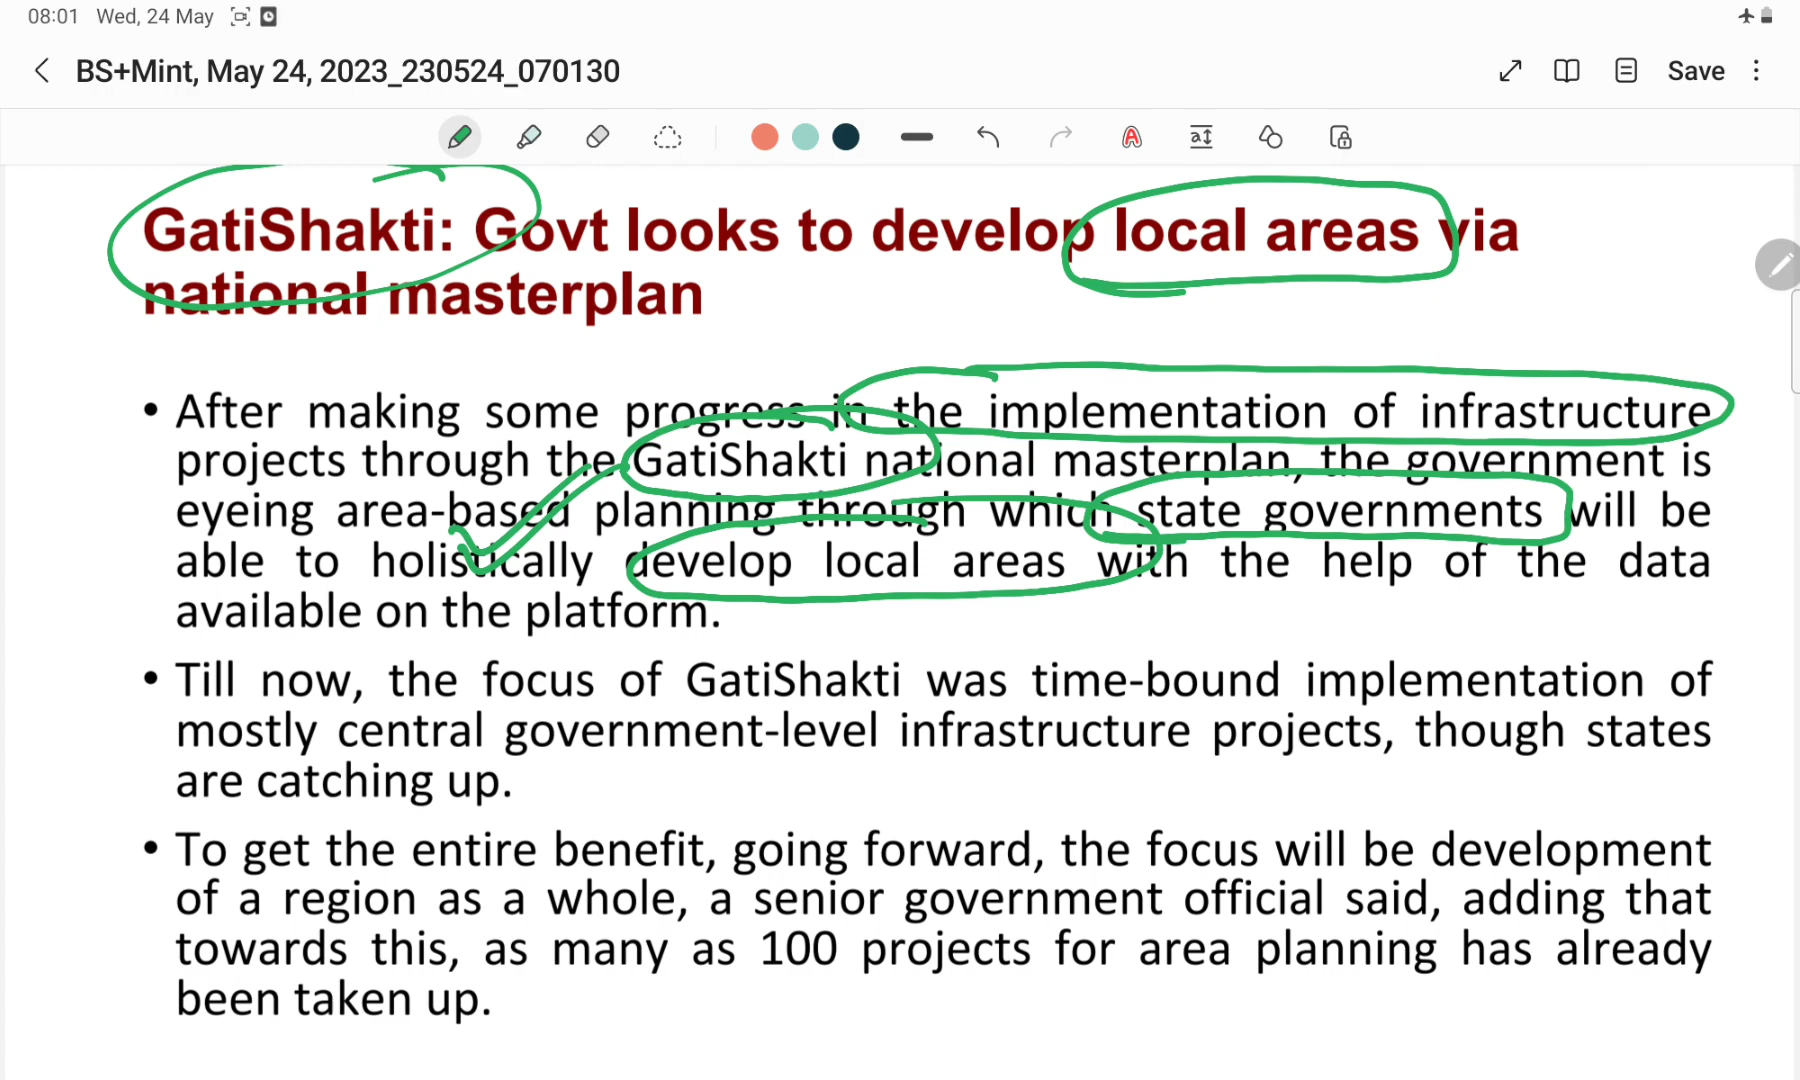 08:01 Wed, 24 May
BS+Mint, May 24, 2023_230524_070130
Save
GatiShakti: Govt looks to develop local areas via
national masterplan
• After making some progress in the implementation of infrastructure
projects through the GatiShakti national masterplan, the government is
eyeing area-based planning through which state governments will be
able to holistically develop local areas with the help of the data
available on the platform.
• Till now, the focus of GatiShakti was time-bound implementation of
mostly central government-level infrastructure projects, though states
are catching up.
• To get the entire benefit, going forward, the focus will be development
of a region as a whole, a senior government official said, adding that
towards this, as many as 100 projects for area planning has already
been taken up.